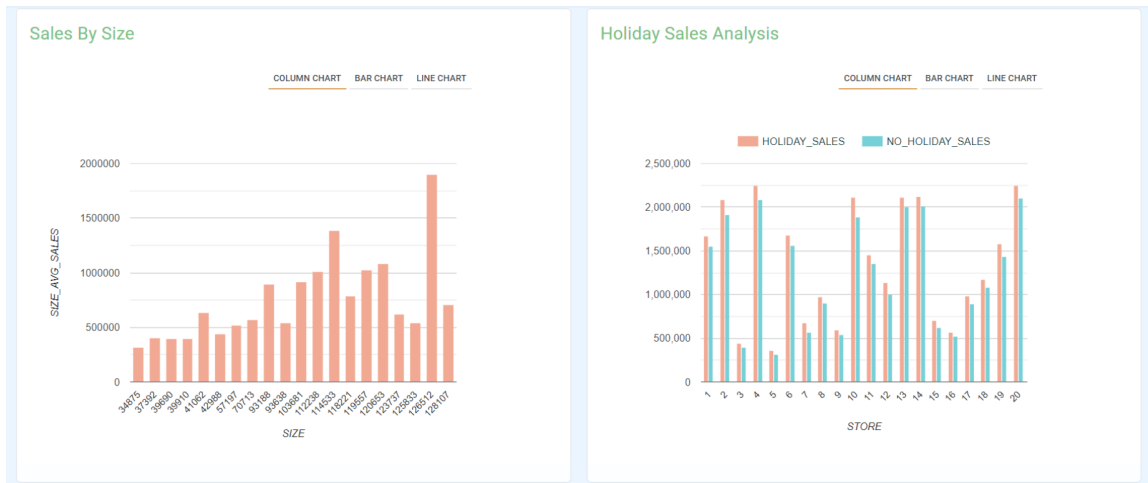 Sales By Size
COLUMN CHART BAR CHART LINE CHART
2000000
1500000
1000000
500000
0
SIZE_AVG_SALES
34875 37392 39690 39910 41062 42988 57197 70713 93188 93638 103681 112238 114533 118221 119557 120653 123737 125833 126512 128107
SIZE
Holiday Sales Analysis
COLUMN CHART BAR CHART LINE CHART
HOLIDAY_SALES NO_HOLIDAY_SALES
2,500,000
2,000,000
1,500,000
1,000,000
500,000
0
1 2 3 4 5 6 7 8 9 10 11 12 13 14 15 16 17 18 19 20
STORE